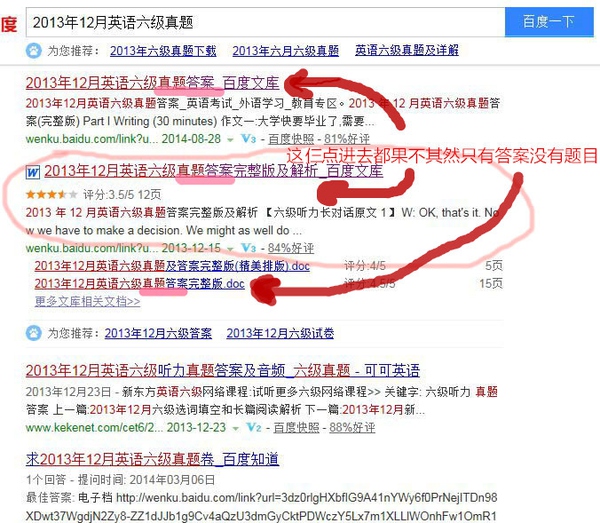 度
2013年12月英语六级真题
百度一下
为您推荐： 2013年六级真题下载 2013年六月六级真题 英语六级真题及详解
2013年12月英语六级真题答案_百度文库
2013年12月英语六级真题答案_英语考试_外语学习_教育专区。2013 年 12 月英语六级真题答
案(完整版) Part I Writing (30 minutes) 作文一:大学快要毕业了,需要...
wenku.baidu.com/link?u... 2014-08-28 - V3 - 百度快照 - 81%好评
这仨点进去都果不其然只有答案没有题目
W 2013年12月英语六级真题答案完整版及解析_百度文库
评分:3.5/5 12页
2013 年 12 月英语六级真题答案完整版及解析 【六级听力长对话原文 1 】 W: OK, that's it. No
w we have to make a decision. We might as well do ...
wenku.baidu.com/link?u... 2013-12-15 - V3 - 84%好评
2013年12月英语六级真题及答案完整版(精美排版).doc 评分:4/5 5页
2013年12月英语六级真题答案完整版.doc 评分:4.5/5 15页
更多文库相关文档>>
为您推荐： 2013年12月六级答案 2013年12月六级试卷
2013年12月英语六级听力真题答案及音频_六级真题 - 可可英语
2013年12月23日 - 新东方英语六级网络课程:试听更多六级网络课程>> 关键字: 六级听力 真题
答案 上一篇:2013年12月六级选词填空和长篇阅读解析 下一篇:2013年12月新...
www.kekenet.com/cet6/2... 2013-12-23 - V2 - 百度快照 - 88%好评
求2013年12月英语六级真题卷_百度知道
1个回答 - 提问时间: 2014年03月06日
最佳答案: 电子档 http://wenku.baidu.com/link?url=3dz0rlgHXbfIG9A41nYWy6f0PrNejITDn98
XDwt37WgdjN2Zy8-ZZ1dJJb1g9Cv4aQzU3dmGyCktPDWczY5Lx7m1XLLlWOnhFw1OmR1